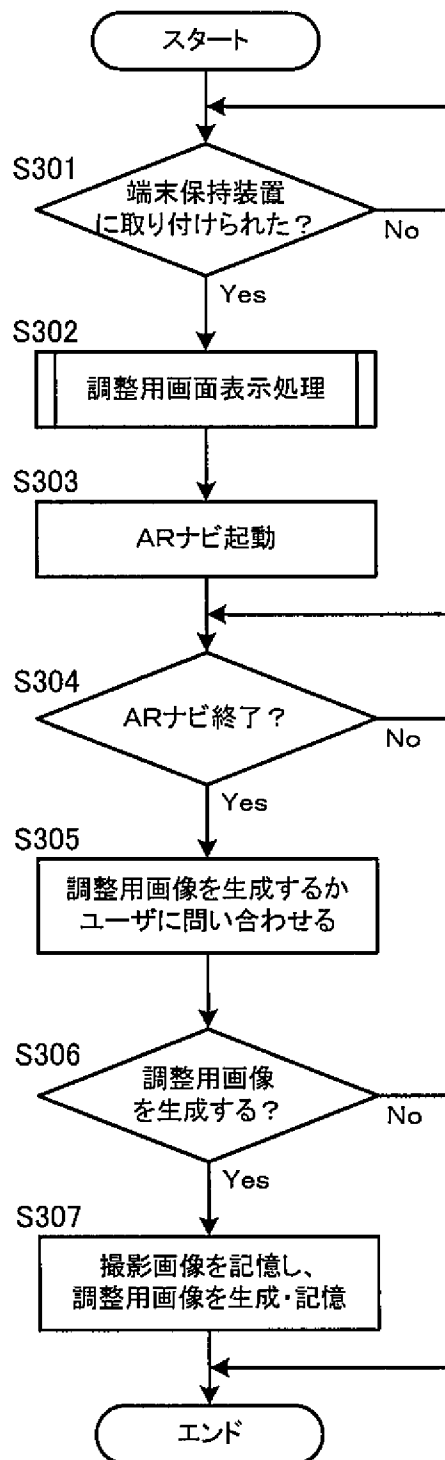 スタート
S301
端末保持装置
に取り付けられた?
No
Yes
S302
調整用画面表示処理
S303
ARナビ起動
S304
ARナビ終了?
No
Yes
S305
調整用画像を生成するか
ユーザに問い合わせる
S306
調整用画像
を生成する?
No
Yes
S307
撮影画像を記憶し、
調整用画像を生成・記憶
エンド